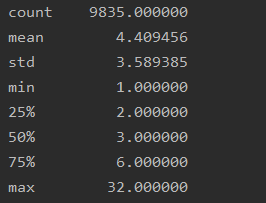 count    9835.000000
mean        4.409456
std         3.589385
min         1.000000
25%         2.000000
50%         3.000000
75%         6.000000
max        32.000000